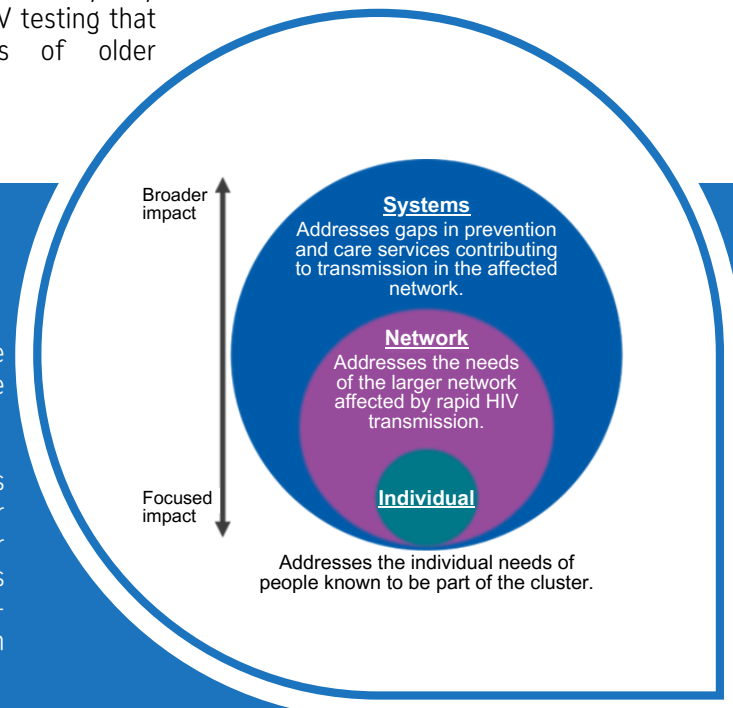 V testing that
s of older
Broader
impact
Systems
Addresses gaps in prevention
and care services contributing
to transmission in the affected
network.
Network
Addresses the needs
of the larger network
affected by rapid HIV
transmission.
Individual
Focused
impact
Addresses the individual needs of
people known to be part of the cluster.